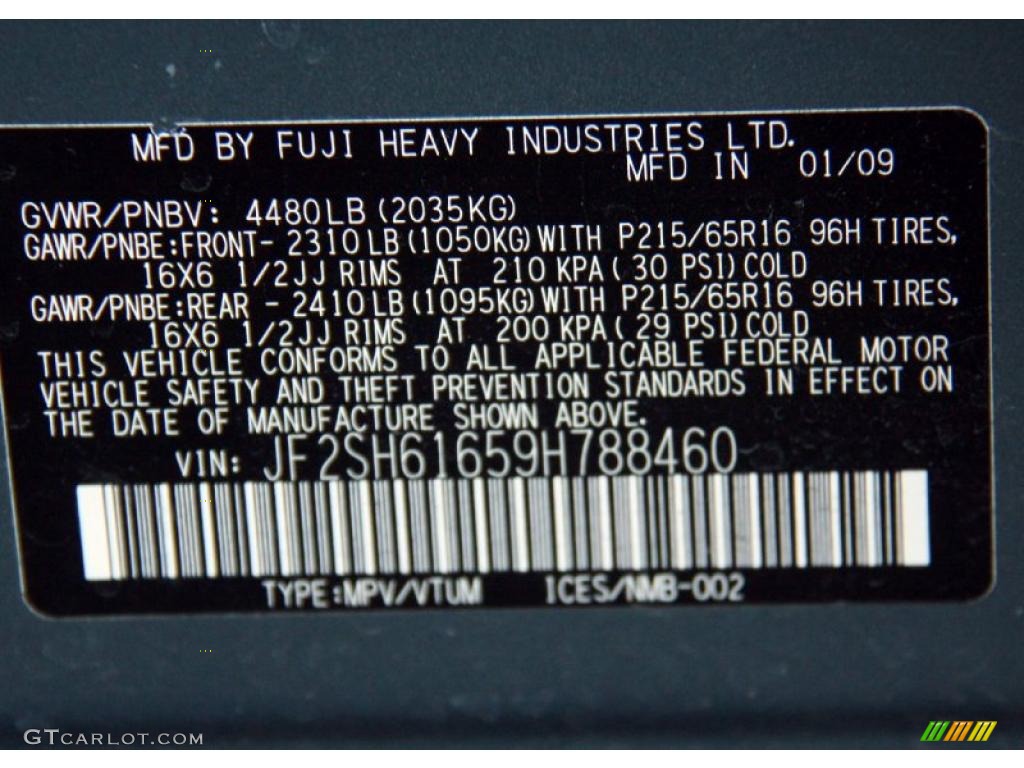 MFD BY FUJI HEAVY INDUSTRIES LTD.
MFD IN 01/09
GVWR/PNBV: 4480LB (2035KG)
GAWR/PNBE:FRONT- 2310LB(1050KG)WITH P215/65R16 96H TIRES,
16X6 1/2JJ RIMS AT 210 KPA( 30 PSI)COLD
GAWR/PNBE:REAR - 2410LB(1095KG)WITH P215/65R16 96H TIRES,
16X6 1/2JJ RIMS AT 200 KPA( 29 PSI)COLD
THIS VEHICLE CONFORMS TO ALL APPLICABLE FEDERAL MOTOR
VEHICLE SAFETY AND THEFT PREVENTION STANDARDS IN EFFECT ON
THE DATE OF MANUFACTURE SHOWN ABOVE.
VIN: JF2SH61659H788460
TYPE:MPV/VTUM ICES/NMB-002
GTCARLOT.COM